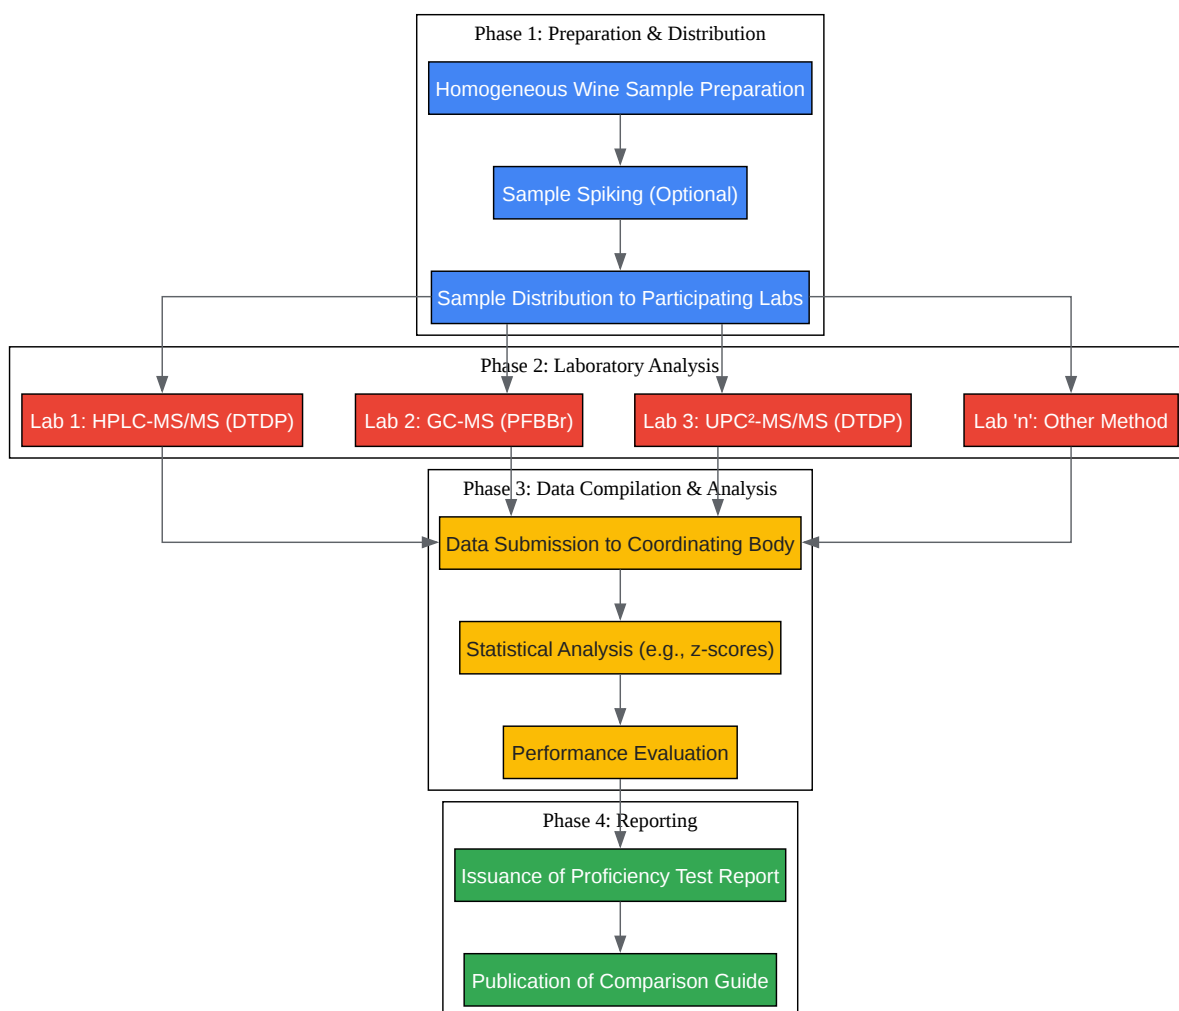 Phase 1: Preparation & Distribution
Homogeneous Wine Sample Preparation
Sample Spiking (Optional)
Sample Distribution to Participating Labs
Phase 2: Laboratory Analysis
Lab 1: HPLC-MS/MS (DTDP)
Lab 2: GC-MS (PFBBr)
Lab 3: UPC²-MS/MS (DTDP)
Lab 'n': Other Method
Phase 3: Data Compilation & Analysis
Data Submission to Coordinating Body
Statistical Analysis (e.g., z-scores)
Performance Evaluation
Phase 4: Reporting
Issuance of Proficiency Test Report
Publication of Comparison Guide